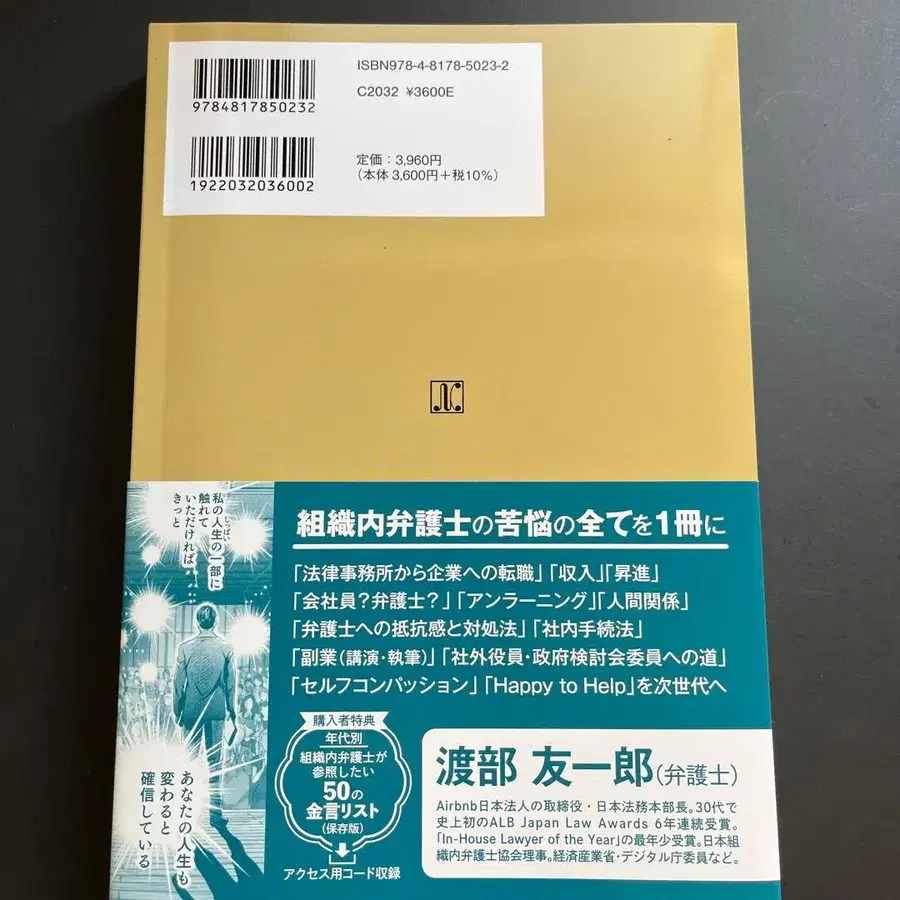 9784817850232
ISBN978-4-8178-5023-2
C2032 ¥3600E
1922032036002
定価：3,960円
（本体 3,600円＋税10%）
私の人生の一部に
しっぱい
触れて
いただければ
きっと
あなたの人生も
変わると
確信している
組織内弁護士の苦悩の全てを1冊に
「法律事務所から企業への転職」「収入」「昇進」
「会社員？弁護士？」「アンラーニング」「人間関係」
「弁護士への抵抗感と対処法」「社内手続法」
「副業（講演・執筆）」「社外役員・政府検討会委員への道」
「セルフコンパッション」「Happy to Help」を次世代へ
購入者特典
年代別
組織内弁護士が
参照したい
50の
金言リスト
（保存版）
アクセス用コード収録
渡部 友一郎（弁護士）
Airbnb日本法人の取締役・日本法務本部長。30代で
史上初のALB Japan Law Awards 6年連続受賞。
「In-House Lawyer of the Year」の最年少受賞。日本組
織内弁護士協会理事。経済産業省・デジタル庁委員など。